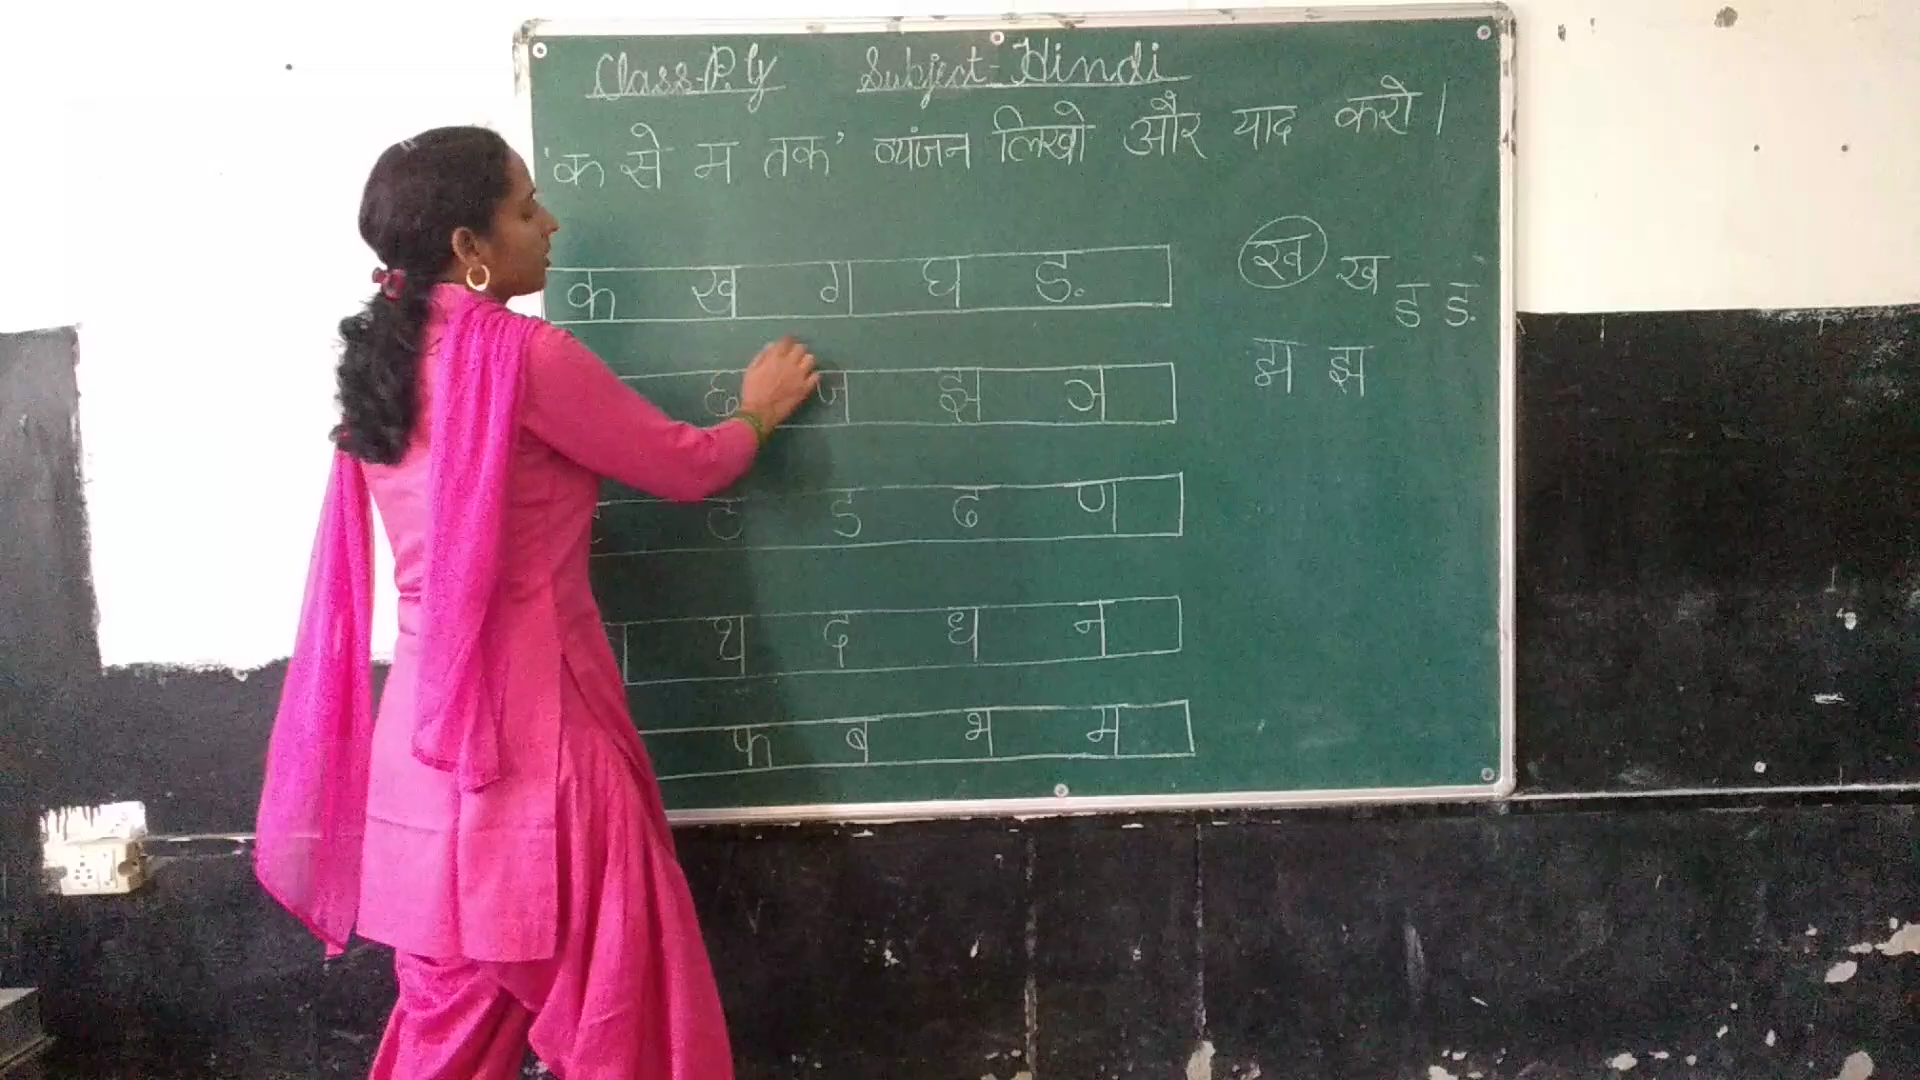 Class-P.G Subject-Hindi
'क से म तक' व्यंजन लिखो और याद करो।
क ख ग घ ड.
छ ज झ ञ
ठ ड ढ ण
थ द ध न
फ ब भ म
ख ख
ड ड.
झ झ